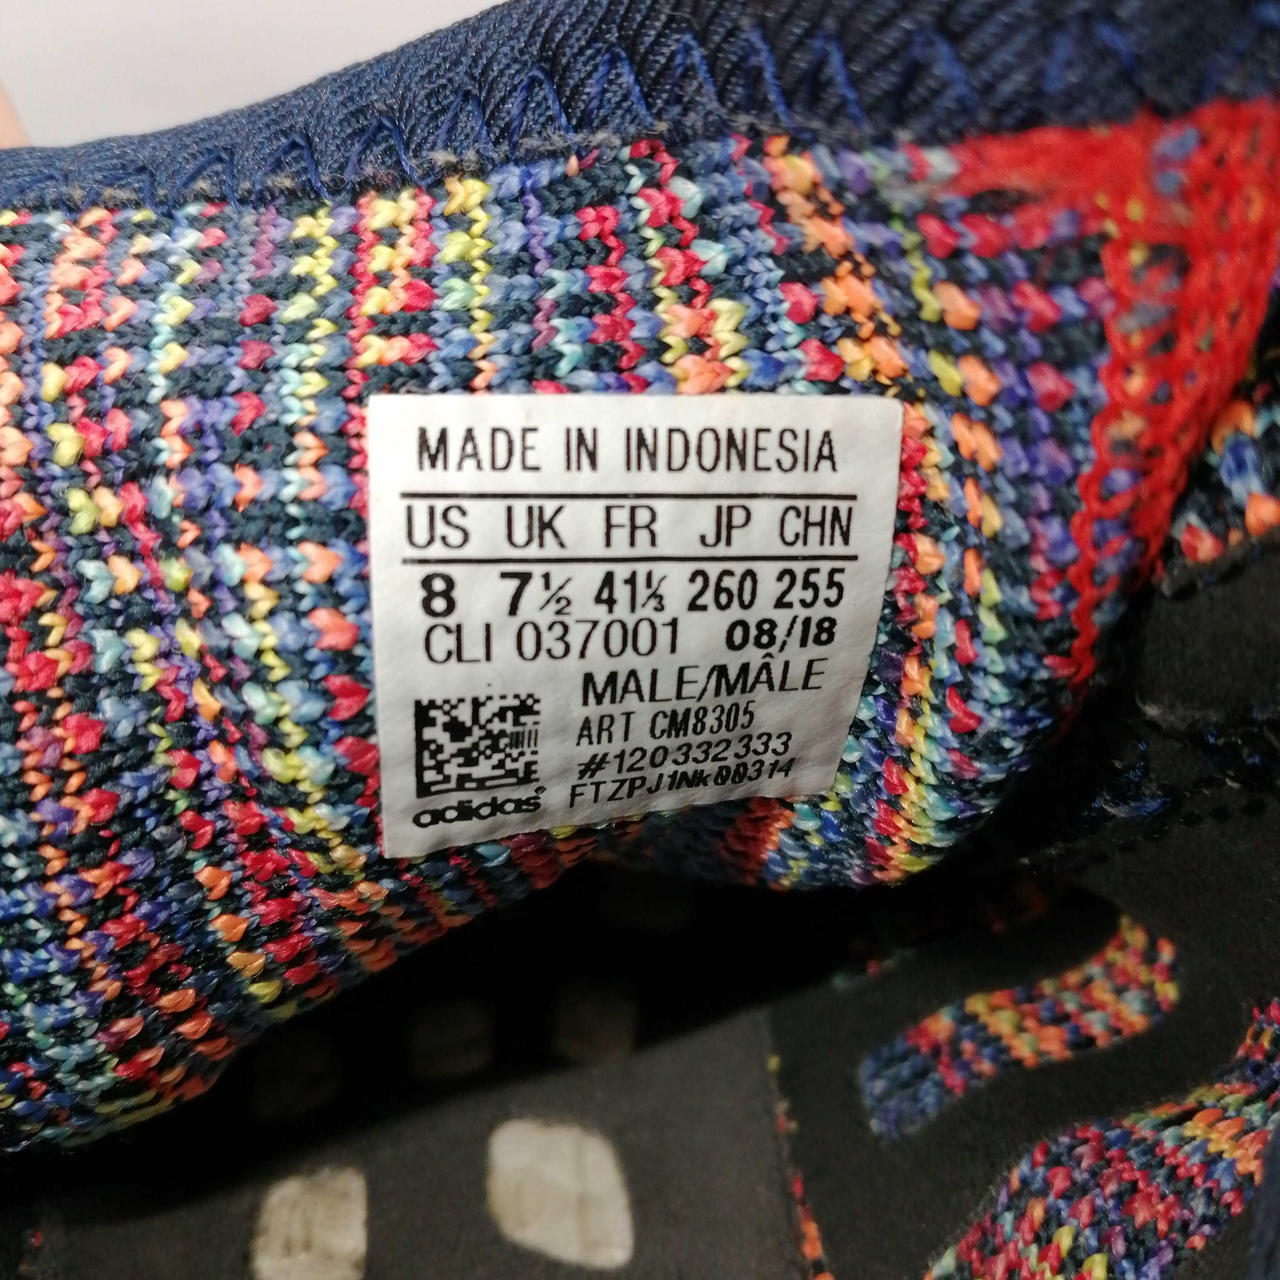 MADE IN INDONESIA
US UK FR JP CHN
8 7½ 41⅓ 260 255
CLI 037001 08/18
MALE/MÂLE
ART CM8305
#120332333
FTZPJ1NK00314
adidas®